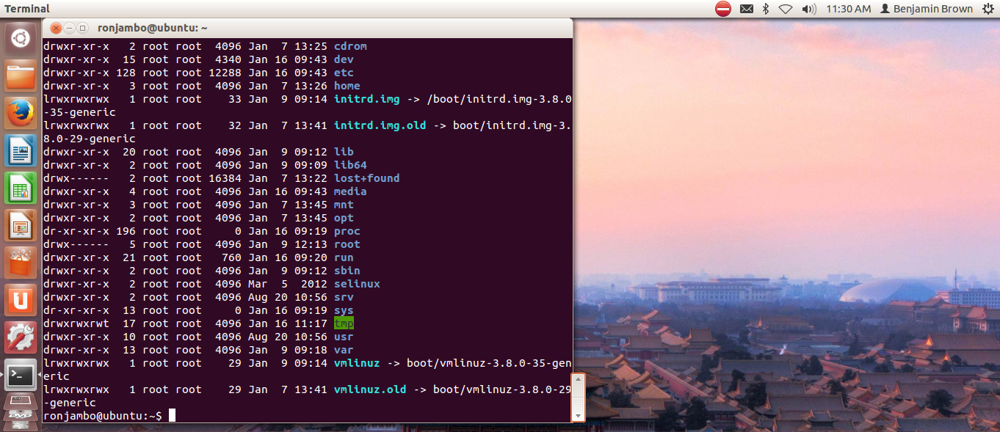 Terminal 11:30 AM Benjamin Brown
ronjambo@ubuntu: ~
drwxr-xr-x   2 root root  4096 Jan  7 13:25 cdrom
drwxr-xr-x  15 root root  4340 Jan 16 09:43 dev
drwxr-xr-x 128 root root 12288 Jan 16 09:43 etc
drwxr-xr-x   3 root root  4096 Jan  7 13:26 home
lrwxrwxrwx   1 root root    33 Jan  9 09:14 initrd.img -> /boot/initrd.img-3.8.0
-35-generic
lrwxrwxrwx   1 root root    32 Jan  7 13:41 initrd.img.old -> boot/initrd.img-3.
8.0-29-generic
drwxr-xr-x  20 root root  4096 Jan  9 09:12 lib
drwxr-xr-x   2 root root  4096 Jan  9 09:09 lib64
drwx------   2 root root 16384 Jan  7 13:22 lost+found
drwxr-xr-x   4 root root  4096 Jan 16 09:43 media
drwxr-xr-x   3 root root  4096 Jan  7 13:45 mnt
drwxr-xr-x   2 root root  4096 Jan  7 13:45 opt
dr-xr-xr-x 196 root root     0 Jan 16 09:19 proc
drwx------   5 root root  4096 Jan  9 12:13 root
drwxr-xr-x  21 root root   760 Jan 16 09:20 run
drwxr-xr-x   2 root root  4096 Jan  9 09:12 sbin
drwxr-xr-x   2 root root  4096 Mar  5  2012 selinux
drwxr-xr-x   2 root root  4096 Aug 20 10:56 srv
dr-xr-xr-x  13 root root     0 Jan 16 09:19 sys
drwxrwxrwt  17 root root  4096 Jan 16 11:17 tmp
drwxr-xr-x  10 root root  4096 Aug 20 10:56 usr
drwxr-xr-x  13 root root  4096 Jan  9 09:18 var
lrwxrwxrwx   1 root root    29 Jan  9 09:14 vmlinuz -> boot/vmlinuz-3.8.0-35-gen
eric
lrwxrwxrwx   1 root root    29 Jan  7 13:41 vmlinuz.old -> boot/vmlinuz-3.8.0-29
-generic
ronjambo@ubuntu:~$
DVD